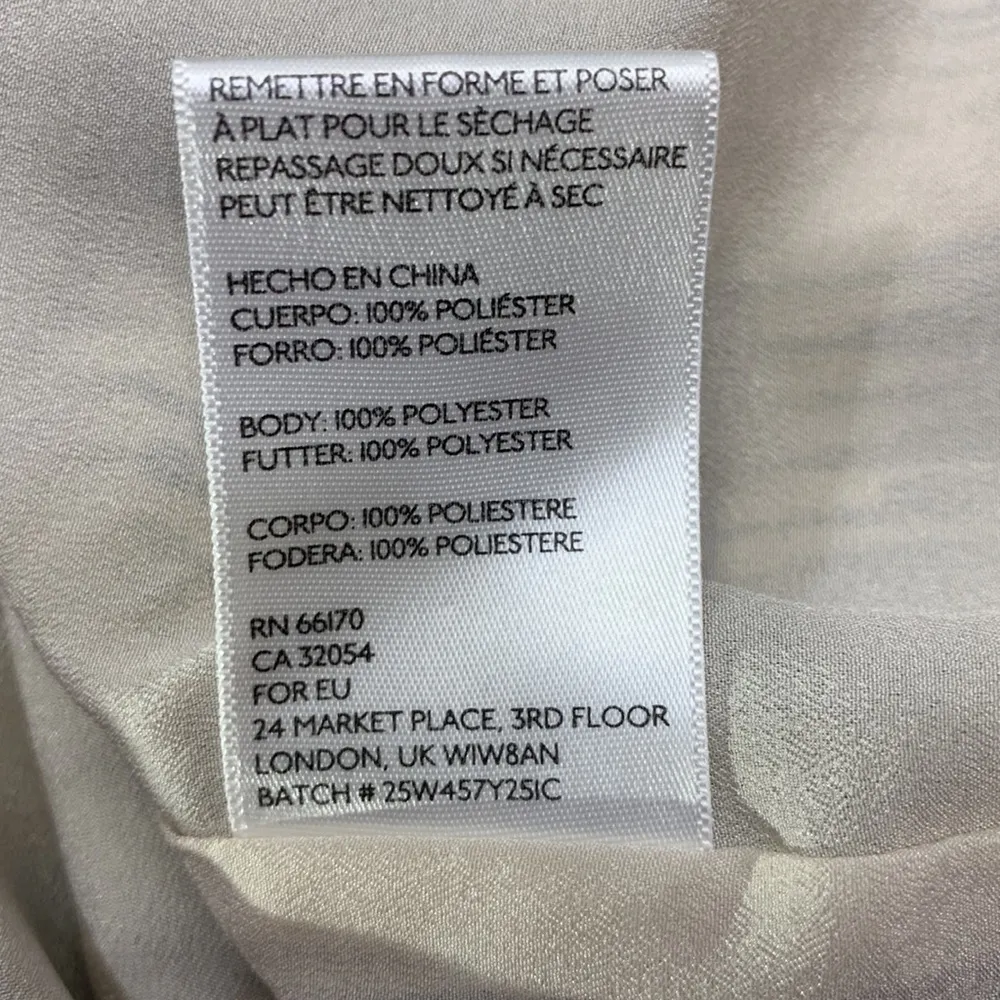 REMETTRE EN FORME ET POSER
À PLAT POUR LE SÈCHAGE
REPASSAGE DOUX SI NÉCESSAIRE
PEUT ÊTRE NETTOYÉ À SEC
HECHO EN CHINA
CUERPO: 100% POLIÉSTER
FORRO: 100% POLIÉSTER
BODY: 100% POLYESTER
FUTTER: 100% POLYESTER
CORPO: 100% POLIESTERE
FODERA: 100% POLIESTERE
RN 66170
CA 32054
FOR EU
24 MARKET PLACE, 3RD FLOOR
LONDON, UK W1W8AN
BATCH # 25W457Y251C